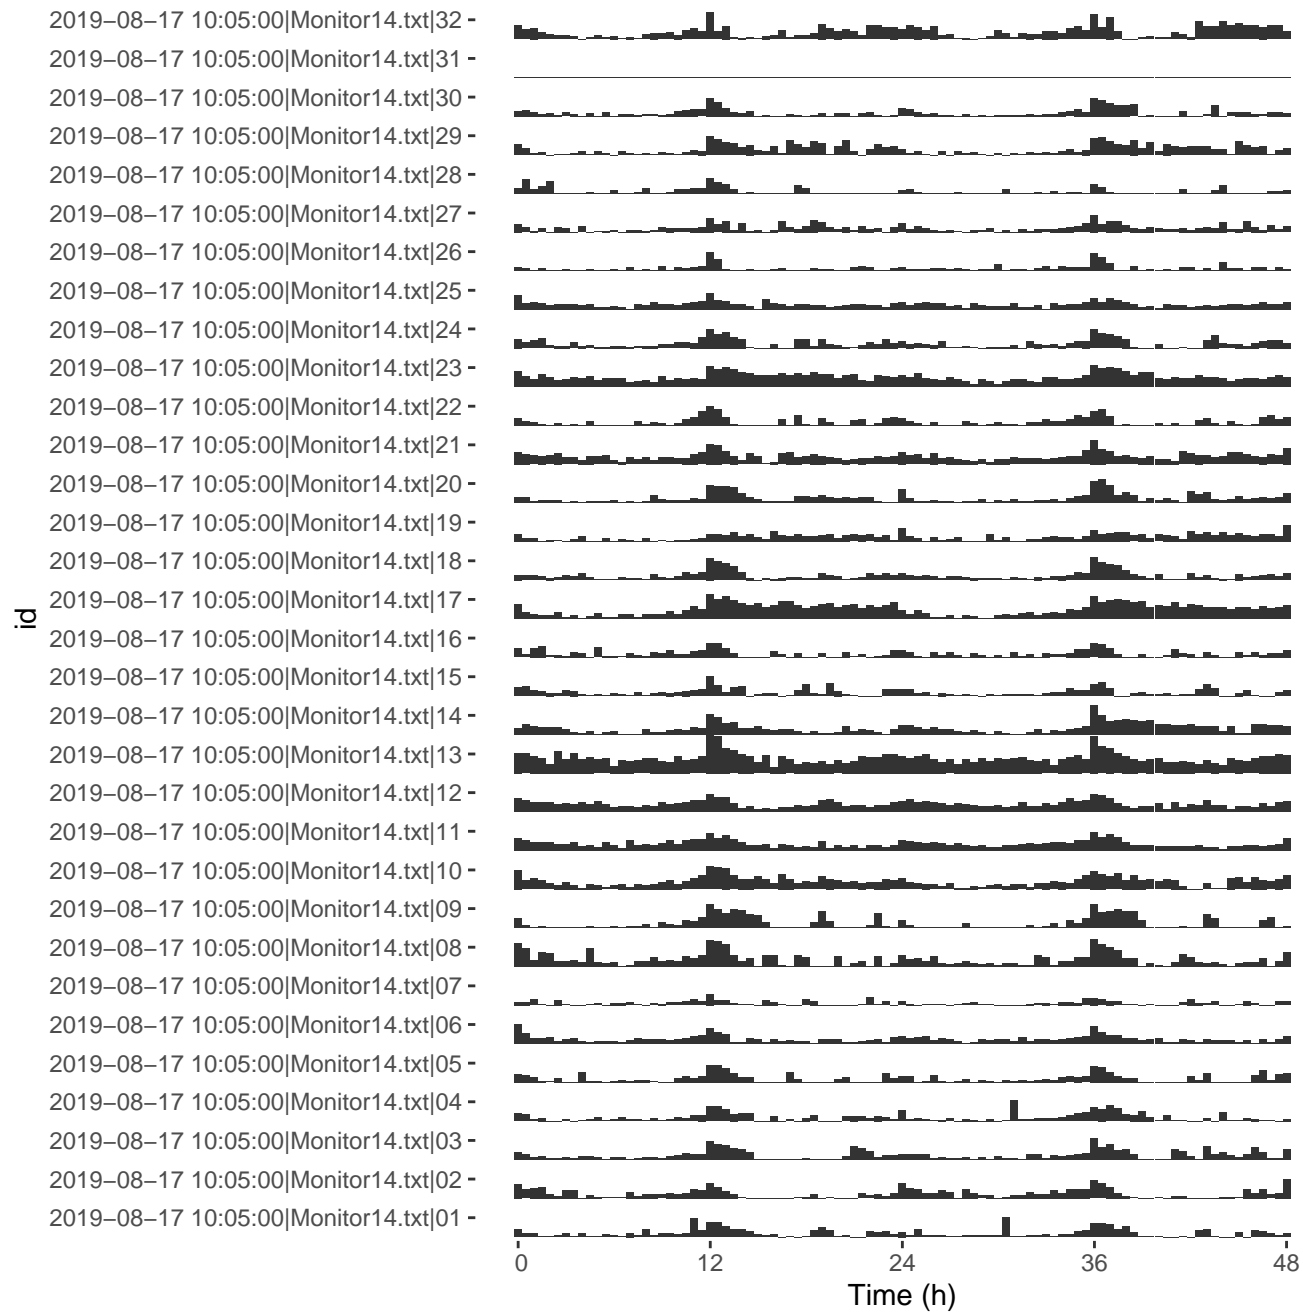 2019−08−17 10:05:00|Monitor14.txt|32
2019−08−17 10:05:00|Monitor14.txt|31
2019−08−17 10:05:00|Monitor14.txt|30
2019−08−17 10:05:00|Monitor14.txt|29
2019−08−17 10:05:00|Monitor14.txt|28
2019−08−17 10:05:00|Monitor14.txt|27
2019−08−17 10:05:00|Monitor14.txt|26
2019−08−17 10:05:00|Monitor14.txt|25
2019−08−17 10:05:00|Monitor14.txt|24
2019−08−17 10:05:00|Monitor14.txt|23
2019−08−17 10:05:00|Monitor14.txt|22
2019−08−17 10:05:00|Monitor14.txt|21
2019−08−17 10:05:00|Monitor14.txt|20
2019−08−17 10:05:00|Monitor14.txt|19
2019−08−17 10:05:00|Monitor14.txt|18
2019−08−17 10:05:00|Monitor14.txt|17
id
2019−08−17 10:05:00|Monitor14.txt|16
2019−08−17 10:05:00|Monitor14.txt|15
2019−08−17 10:05:00|Monitor14.txt|14
2019−08−17 10:05:00|Monitor14.txt|13
2019−08−17 10:05:00|Monitor14.txt|12
2019−08−17 10:05:00|Monitor14.txt|11
2019−08−17 10:05:00|Monitor14.txt|10
2019−08−17 10:05:00|Monitor14.txt|09
2019−08−17 10:05:00|Monitor14.txt|08
2019−08−17 10:05:00|Monitor14.txt|07
2019−08−17 10:05:00|Monitor14.txt|06
2019−08−17 10:05:00|Monitor14.txt|05
2019−08−17 10:05:00|Monitor14.txt|04
2019−08−17 10:05:00|Monitor14.txt|03
2019−08−17 10:05:00|Monitor14.txt|02
2019−08−17 10:05:00|Monitor14.txt|01
0 12 24 36 48
Time (h)